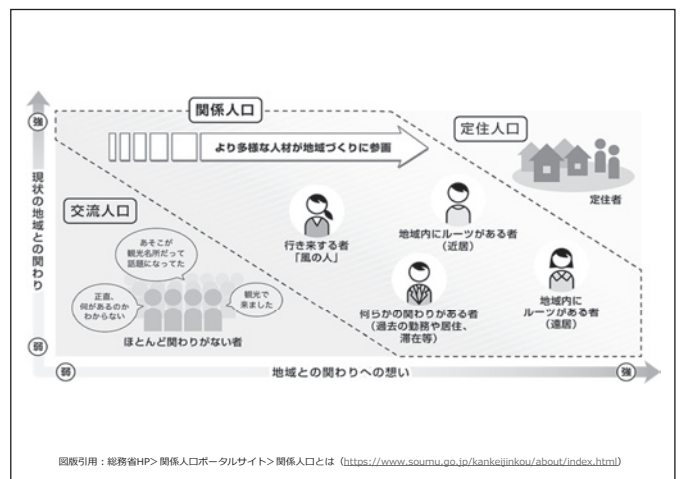 関係人口
強
より多様な人材が地域づくりに参画
定住人口
定住者
現状の地域との関わり
交流人口
あそこが
観光名所だって
話題になってた
正直、
何があるのか
わからない
観光で
来ました
ほとんど関わりがない者
行き来する者
「風の人」
地域内にルーツがある者
(近居)
何らかの関わりがある者
(過去の勤務や居住、
滞在等)
地域内に
ルーツがある者
(遠居)
弱
弱
地域との関わりへの想い
強
図版引用:総務省HP>関係人口ポータルサイト>関係人口とは(https://www.soumu.go.jp/kankeijinkou/about/index.html)